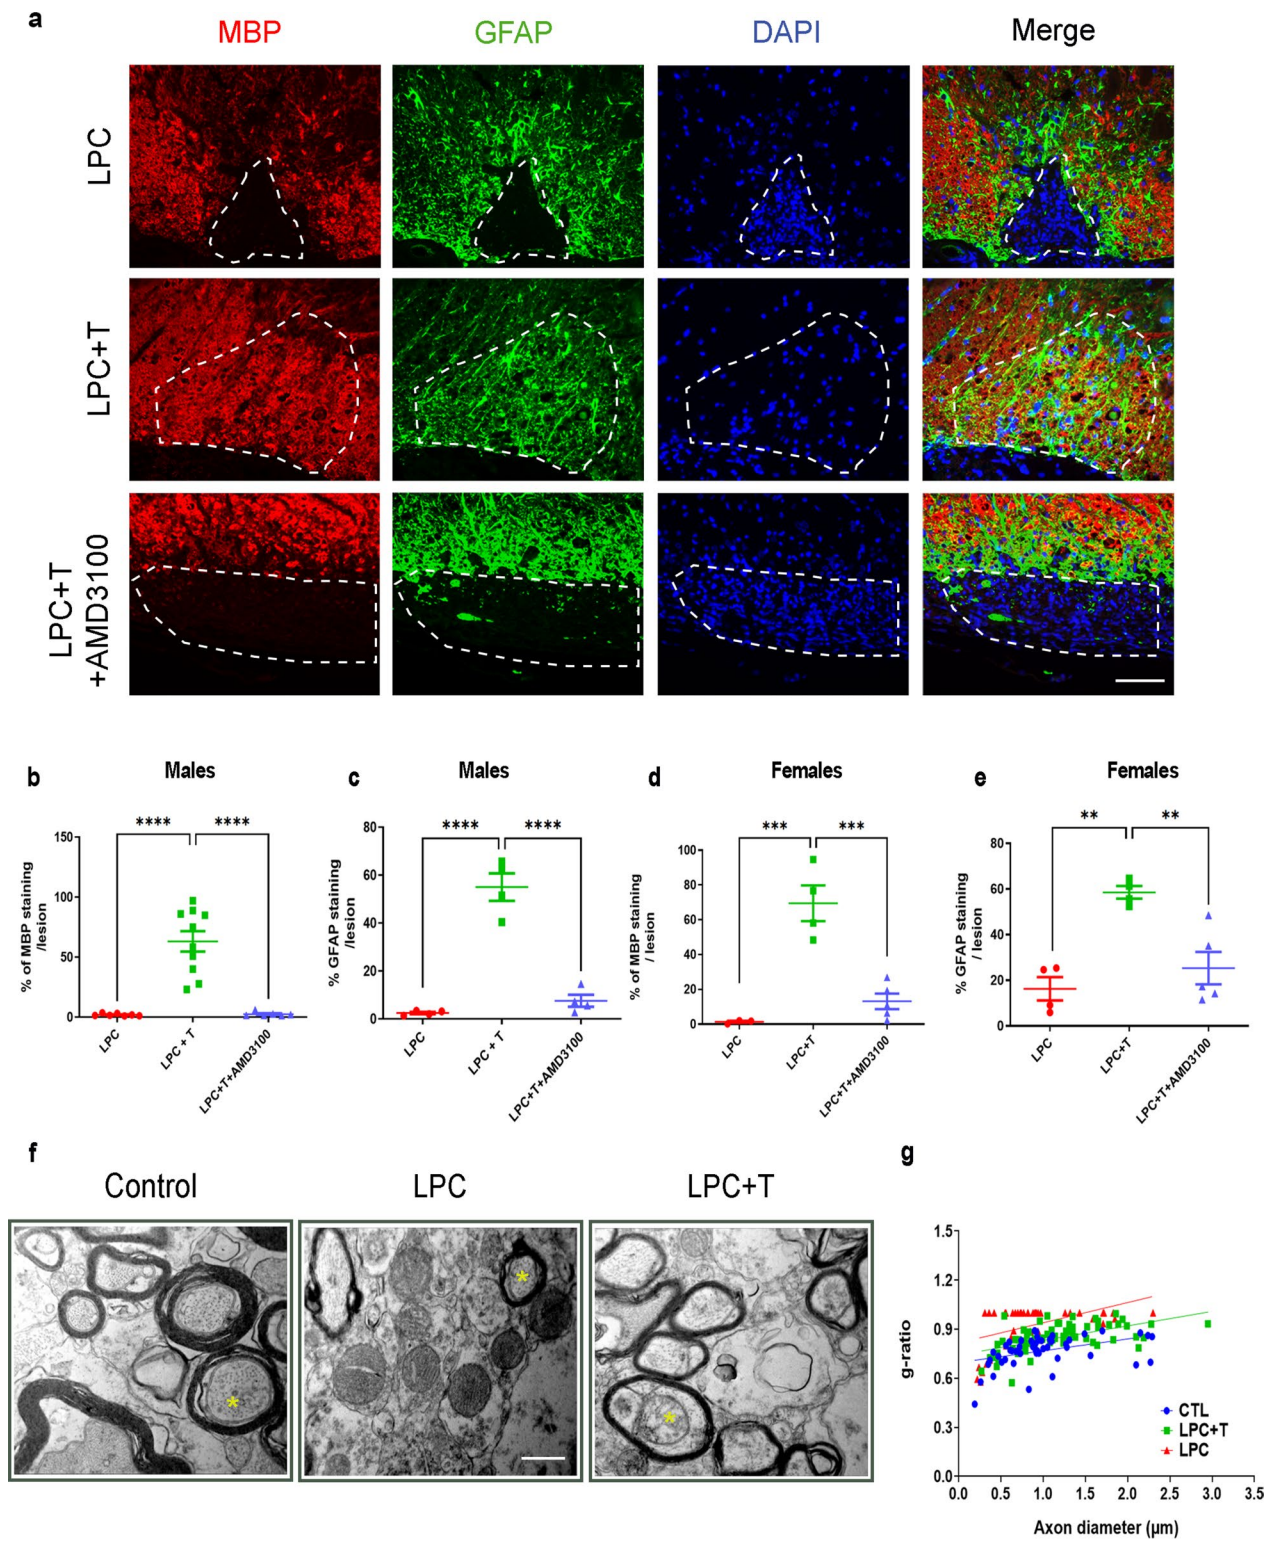 a
MBP
GFAP
DAPI
Merge
LPC
LPC+T
LPC+T
+AMD3100
b
Males
c
Males
d
Females
e
Females
**** ****
**** ****
*** ***
** **
% of MBP staining
/lesion
150
100
50
0
LPC
LPC + T
LPC+T+AMD3100
% GFAP staining
/lesion
80
60
40
20
0
LPC
LPC + T
LPC+T+AMD3100
% of MBP staining
/ lesion
100
80
60
40
20
0
LPC
LPC+T
LPC+T+AMD3100
% GFAP staining
/ lesion
80
60
40
20
0
LPC
LPC+T
LPC+T+AMD3100
f
Control
LPC
LPC+T
*
*
*
g
g-ratio
1.5
1.2
0.9
0.6
0.3
0.0
0.0 0.5 1.0 1.5 2.0 2.5 3.0 3.5
Axon diameter (µm)
CTL
LPC+T
LPC